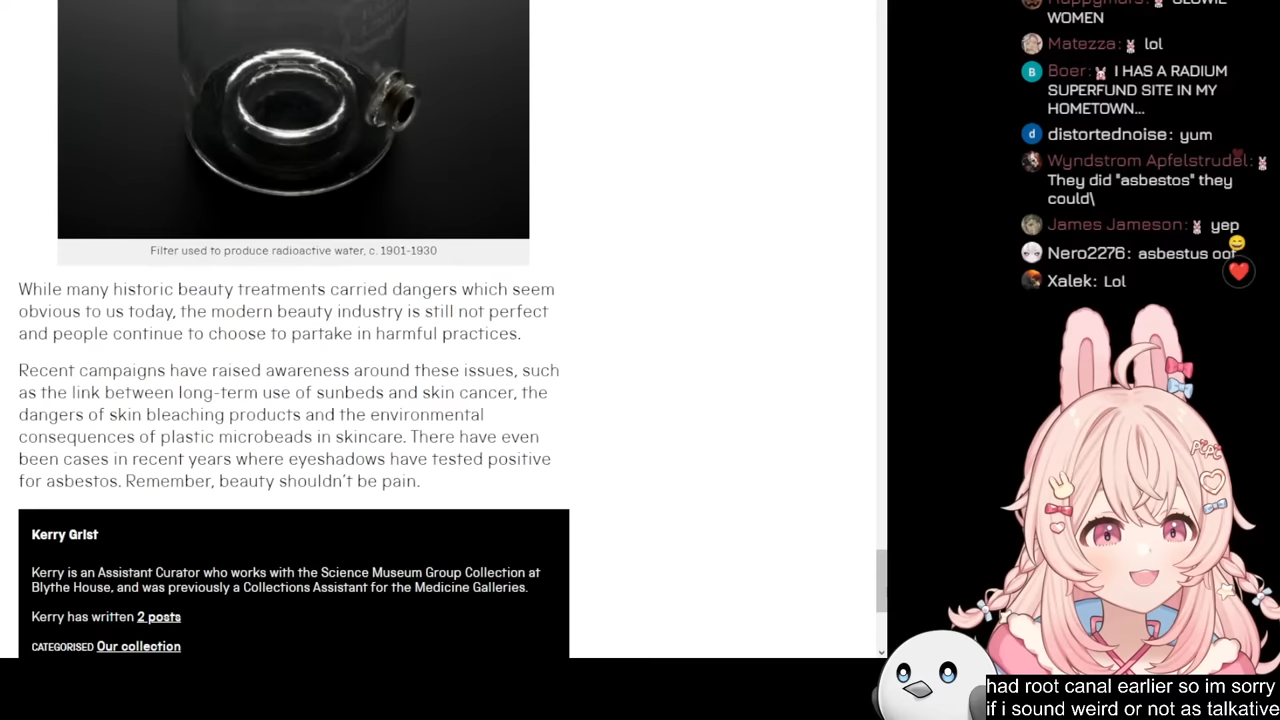 Filter used to produce radioactive water, c. 1901-1930
While many historic beauty treatments carried dangers which seem
obvious to us today, the modern beauty industry is still not perfect
and people continue to choose to partake in harmful practices.
Recent campaigns have raised awareness around these issues, such
as the link between long-term use of sunbeds and skin cancer, the
dangers of skin bleaching products and the environmental
consequences of plastic microbeads in skincare. There have even
been cases in recent years where eyeshadows have tested positive
for asbestos. Remember, beauty shouldn't be pain.
Kerry Grist
Kerry is an Assistant Curator who works with the Science Museum Group Collection at
Blythe House, and was previously a Collections Assistant for the Medicine Galleries.
Kerry has written 2 posts
CATEGORISED Our collection
WOMEN
Matezza: lol
B Boer: I HAS A RADIUM
SUPERFUND SITE IN MY
HOMETOWN...
d distortednoise: yum
Wyndstrom Apfelstrudel:
They did "asbestos" they
could\
James Jameson: yep
Nero2276: asbestus oof
Xalek: Lol
PiPi
had root canal earlier so im sorry
if i sound weird or not as talkative